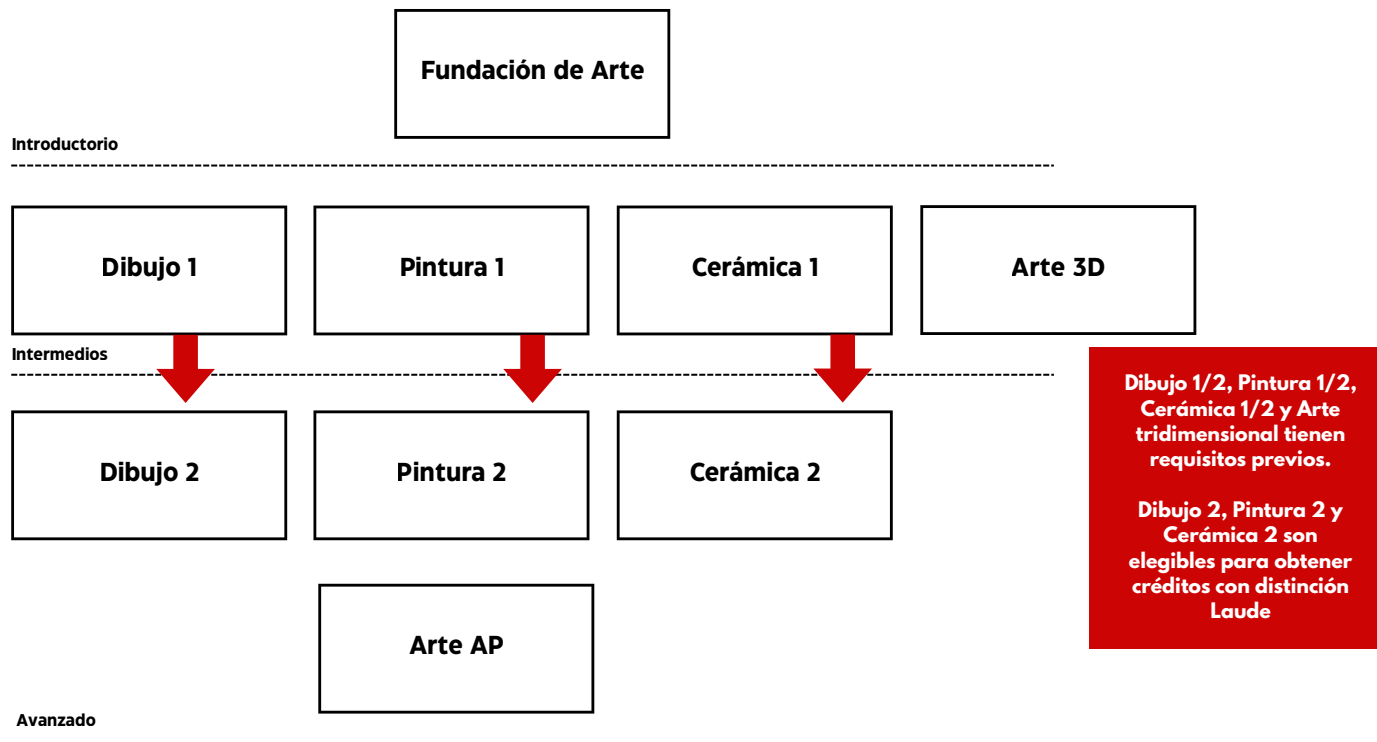 Fundación de Arte
Introductorio
Dibujo 1
Pintura 1
Cerámica 1
Arte 3D
Intermedios
Dibujo 2
Pintura 2
Cerámica 2
Dibujo 1/2, Pintura 1/2,
Cerámica 1/2 y Arte
tridimensional tienen
requisitos previos.
Dibujo 2, Pintura 2 y
Cerámica 2 son
elegibles para obtener
créditos con distinción
Laude
Arte AP
Avanzado